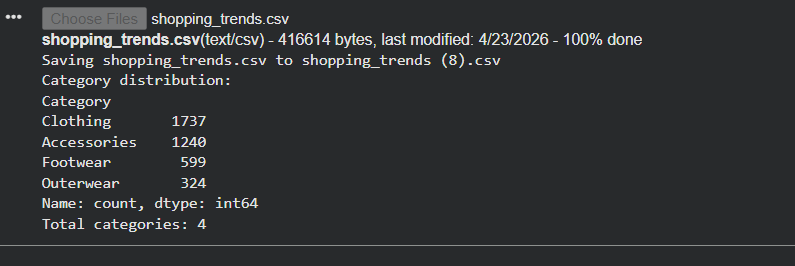 Choose Files shopping_trends.csv
shopping_trends.csv(text/csv) - 416614 bytes, last modified: 4/23/2026 - 100% done
Saving shopping_trends.csv to shopping_trends (8).csv
Category distribution:
Category
Clothing       1737
Accessories    1240
Footwear        599
Outerwear       324
Name: count, dtype: int64
Total categories: 4